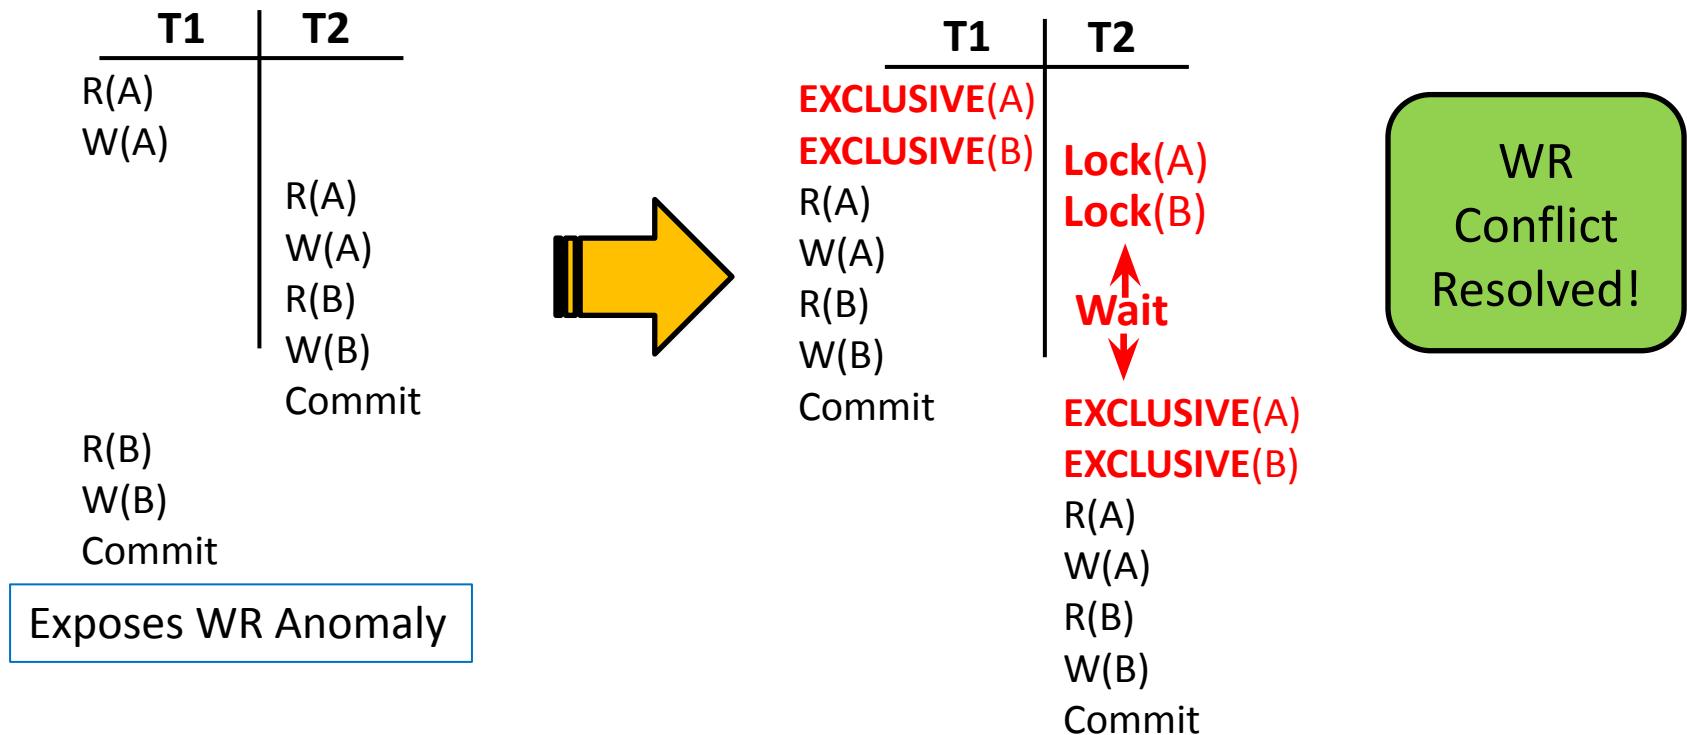 T1 T2
R(A)
W(A)
R(A)
W(A)
R(B)
W(B)
Commit
R(B)
W(B)
Commit
Exposes WR Anomaly
T1 T2
EXCLUSIVE(A)
EXCLUSIVE(B)
R(A)
W(A)
R(B)
W(B)
Commit
Lock(A)
Lock(B)
Wait
EXCLUSIVE(A)
EXCLUSIVE(B)
R(A)
W(A)
R(B)
W(B)
Commit
WR
Conflict
Resolved!